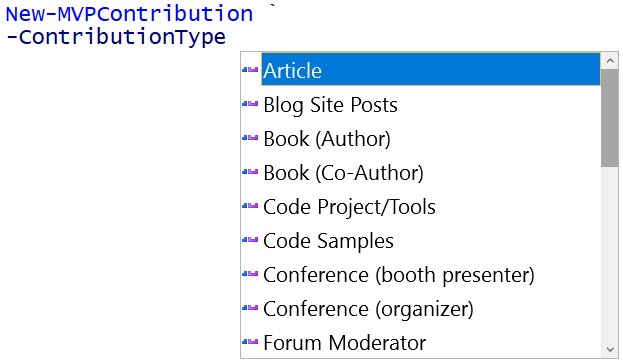 New-MVPContribution `
-ContributionType
Article
Blog Site Posts
Book (Author)
Book (Co-Author)
Code Project/Tools
Code Samples
Conference (booth presenter)
Conference (organizer)
Forum Moderator